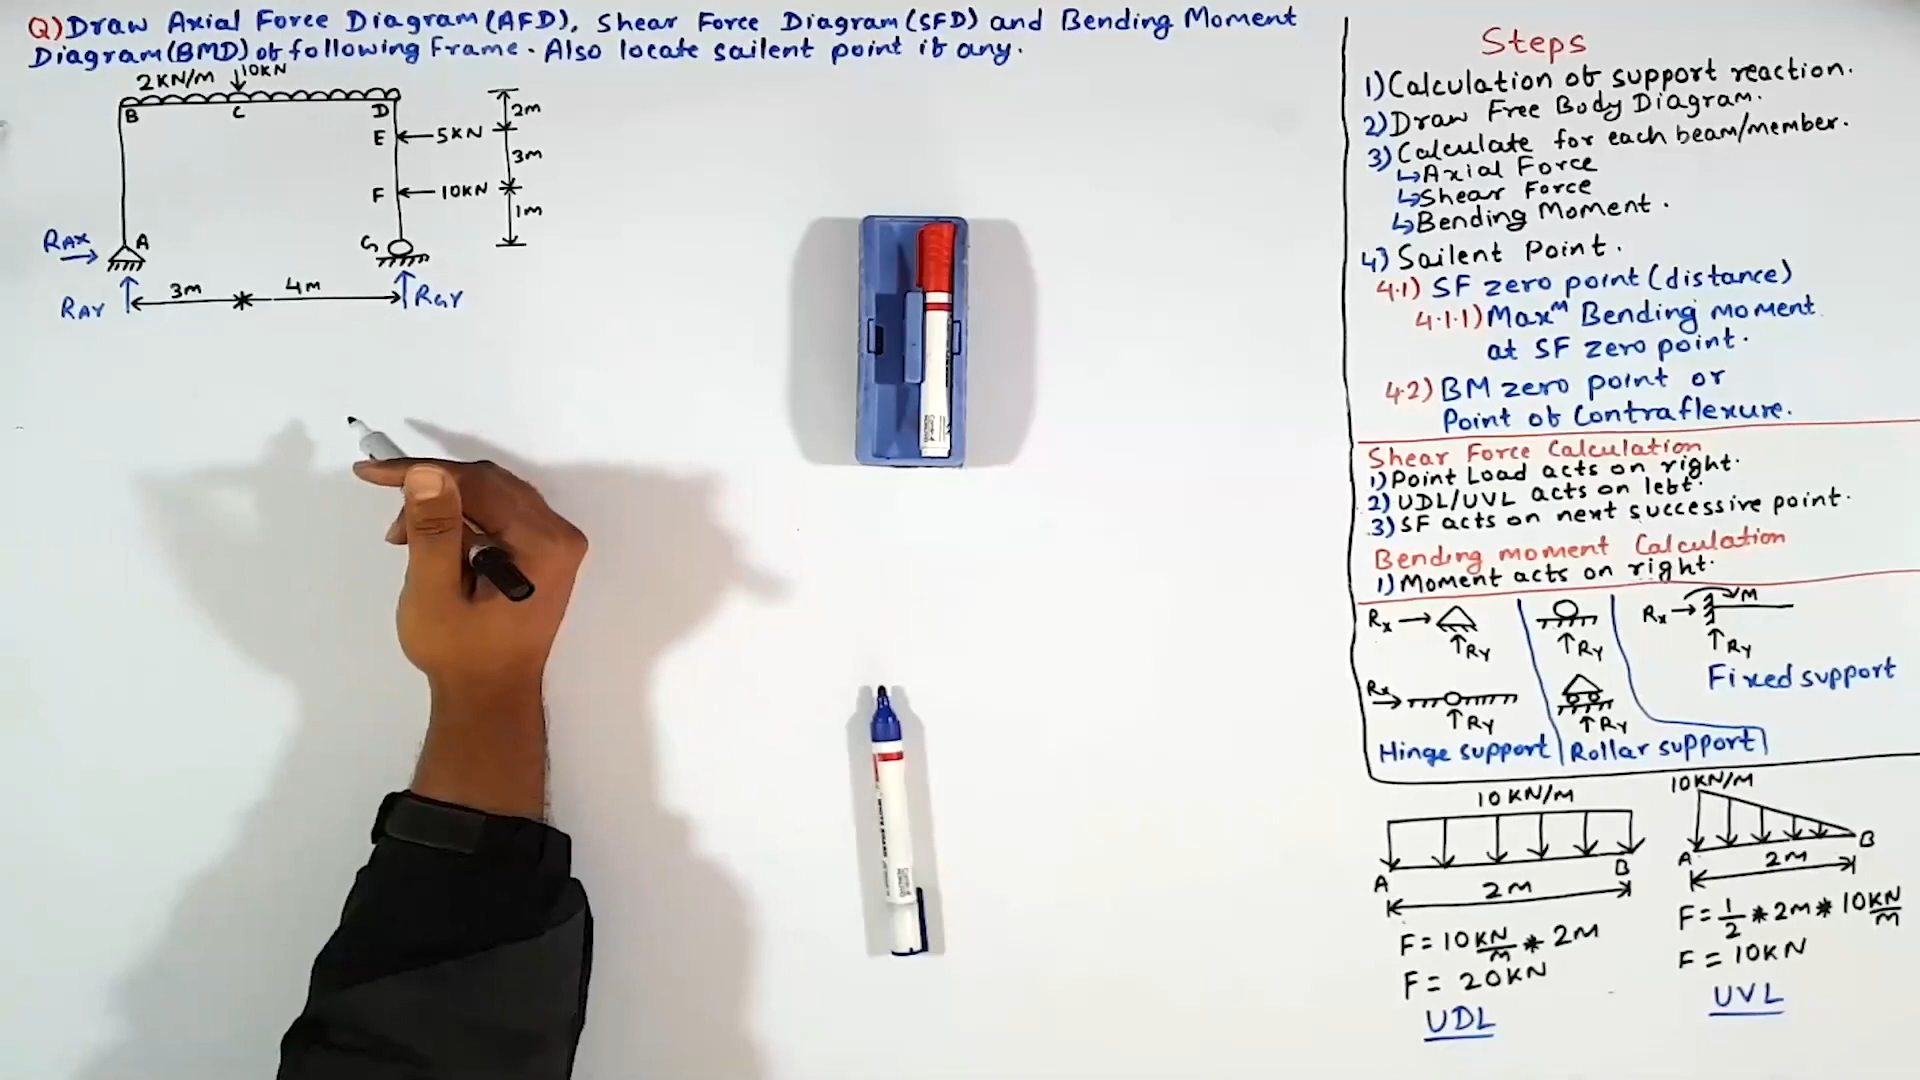 Q) Draw Axial Force Diagram(AFD), Shear Force Diagram(SFD) and Bending Moment
Diagram(BMD) of following Frame. Also locate sailent point if any.
2KN/M
10KN
B
C
D
2m
E
5KN
3m
F
10KN
1m
RAX
A
G
3m
4m
RAY
RGY
Steps
1) Calculation of support reaction.
2) Draw Free Body Diagram.
3) Calculate for each beam/member.
↳Axial Force
↳Shear Force
↳Bending Moment.
4) Sailent Point.
4.1) SF zero point (distance)
4.1.1) Maxᵐ Bending moment
at SF zero point.
4.2) BM zero point or
Point of Contraflexure.
Shear Force Calculation
1) Point Load acts on right.
2) UDL/UVL acts on left.
3) SF acts on next successive point.
Bending moment Calculation
1) Moment acts on right.
Rx
RY
RY
Rx
M
RY
Fixed support
Rx
RY
RY
Hinge support
Rollar support
10KN/M
A
B
2M
F=10KN/M * 2M
F= 20KN
UDL
10KN/M
A
B
2M
F=1/2 * 2M * 10KN/M
F = 10KN
UVL